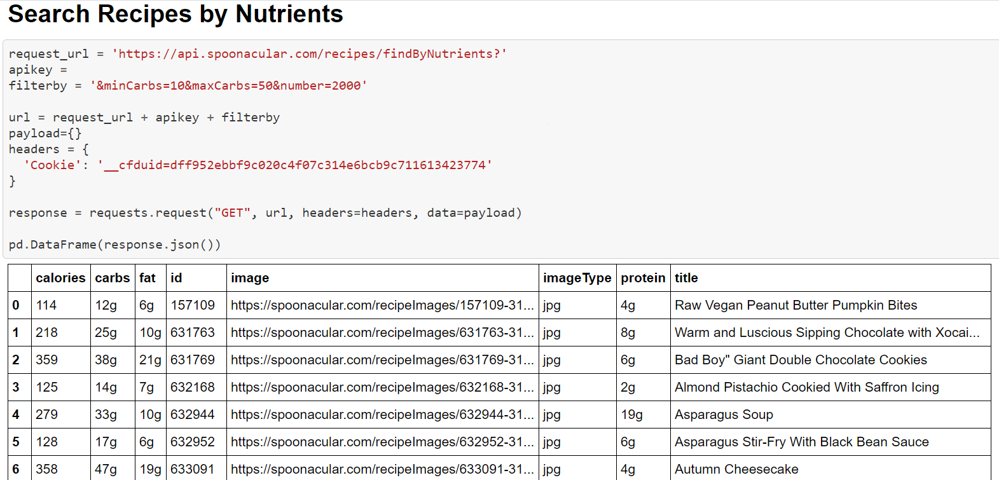 Search Recipes by Nutrients
request_url = 'https://api.spoonacular.com/recipes/findByNutrients?'
apikey =
filterby = '&minCarbs=10&maxCarbs=50&number=2000'
url = request_url + apikey + filterby
payload={}
headers = {
'Cookie': '__cfduid=dff952ebbf9c020c4f07c314e6bcb9c711613423774'
}
response = requests.request("GET", url, headers=headers, data=payload)
pd.DataFrame(response.json())
calories carbs fat id image imageType protein title
0 114 12g 6g 157109 https://spoonacular.com/recipeImages/157109-31... jpg 4g Raw Vegan Peanut Butter Pumpkin Bites
1 218 25g 10g 631763 https://spoonacular.com/recipeImages/631763-31... jpg 8g Warm and Luscious Sipping Chocolate with Xocai...
2 359 38g 21g 631769 https://spoonacular.com/recipeImages/631769-31... jpg 6g Bad Boy" Giant Double Chocolate Cookies
3 125 14g 7g 632168 https://spoonacular.com/recipeImages/632168-31... jpg 2g Almond Pistachio Cookied With Saffron Icing
4 279 33g 10g 632944 https://spoonacular.com/recipeImages/632944-31... jpg 19g Asparagus Soup
5 128 17g 6g 632952 https://spoonacular.com/recipeImages/632952-31... jpg 6g Asparagus Stir-Fry With Black Bean Sauce
6 358 47g 19g 633091 https://spoonacular.com/recipeImages/633091-31... jpg 4g Autumn Cheesecake